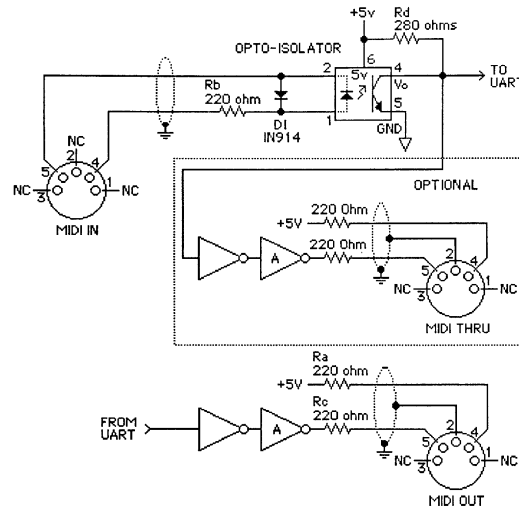 +5v
Rd
280 ohms
OPTO-ISOLATOR
6
2
5v
4
Vo
TO
UART
Rb
220 ohm
1
5
D1
IN914
GND
NC
2
5
4
NC
3
1
NC
MIDI IN
OPTIONAL
220 Ohm
+5V
220 Ohm
A
2
5
4
NC
3
1
NC
MIDI THRU
Ra
220 ohm
+5V
Rc
220 ohm
FROM
UART
A
2
5
4
NC
3
1
NC
MIDI OUT